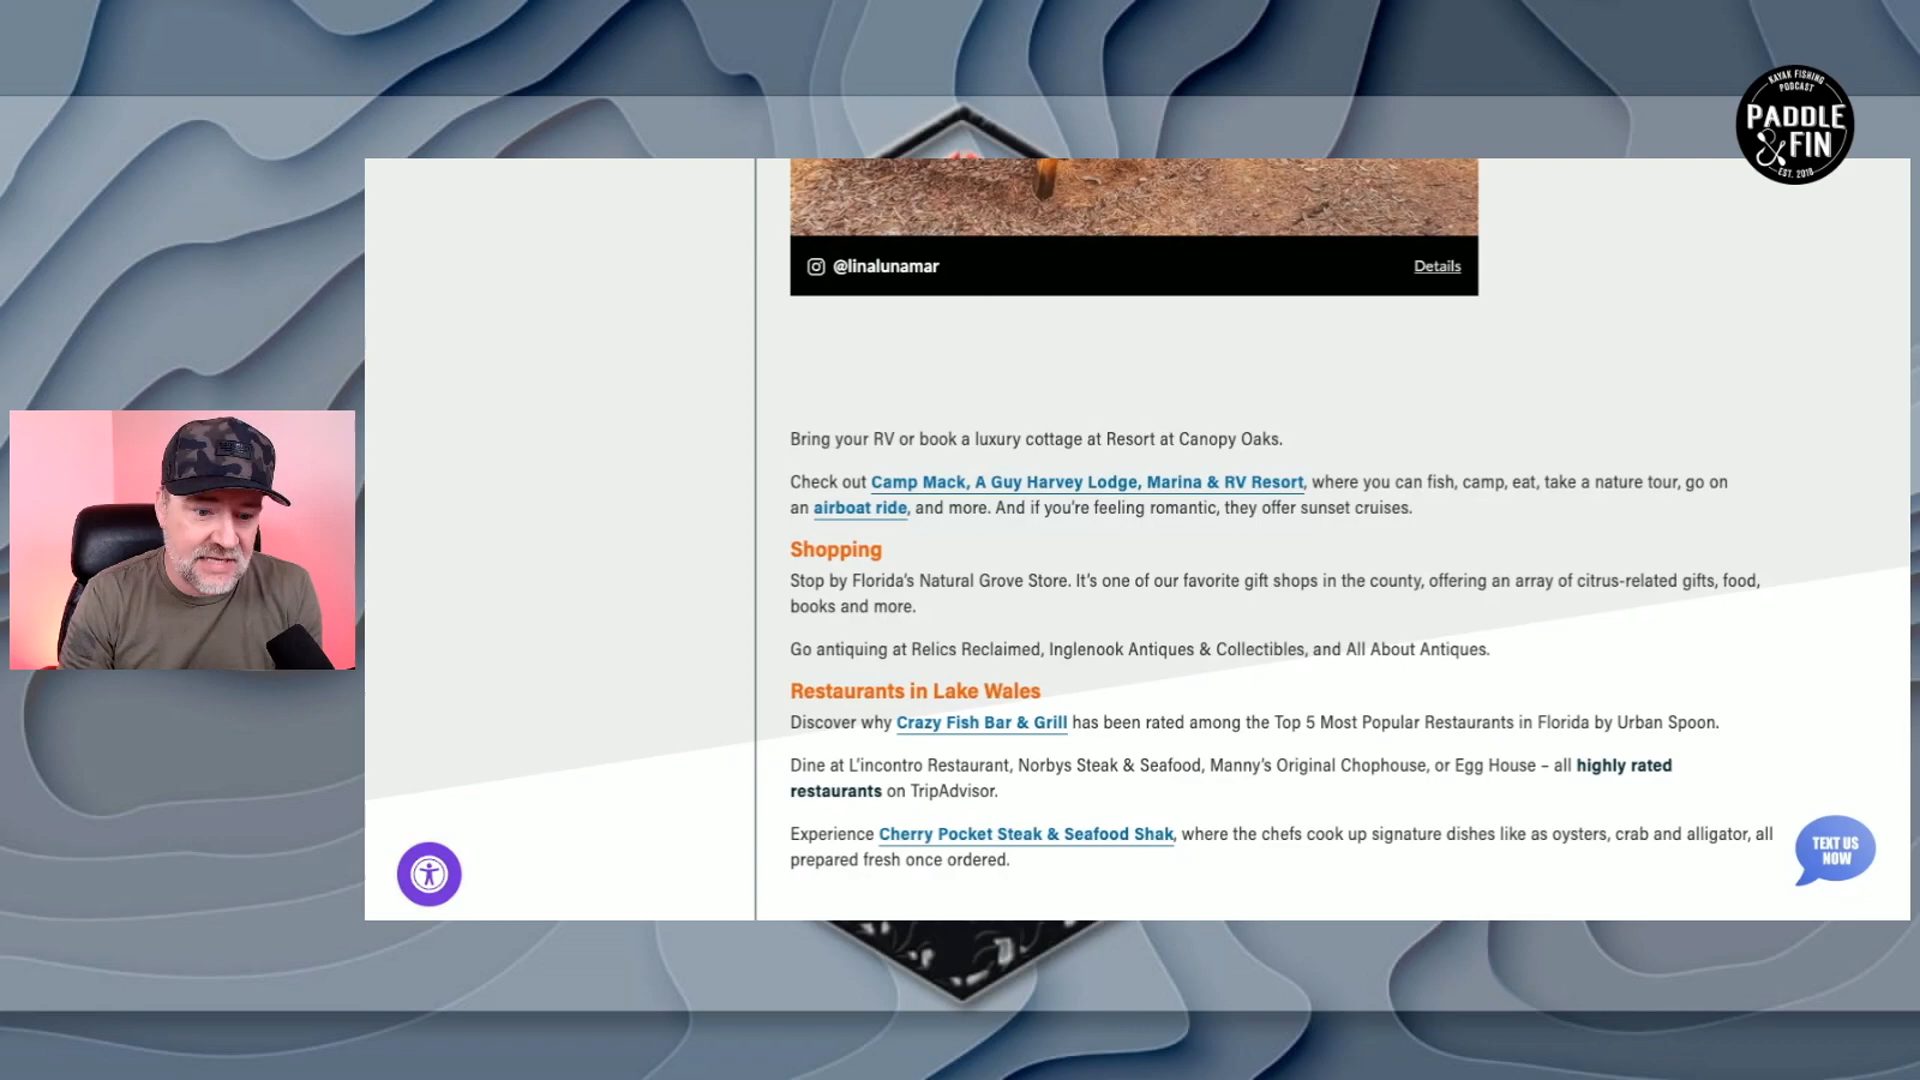 KAYAK FISHING
PODCAST
PADDLE
& FIN
EST. 2018
@linalunamar
Details
Bring your RV or book a luxury cottage at Resort at Canopy Oaks.
Check out Camp Mack, A Guy Harvey Lodge, Marina & RV Resort, where you can fish, camp, eat, take a nature tour, go on
an airboat ride, and more. And if you’re feeling romantic, they offer sunset cruises.
Shopping
Stop by Florida’s Natural Grove Store. It’s one of our favorite gift shops in the county, offering an array of citrus-related gifts, food,
books and more.
Go antiquing at Relics Reclaimed, Inglenook Antiques & Collectibles, and All About Antiques.
Restaurants in Lake Wales
Discover why Crazy Fish Bar & Grill has been rated among the Top 5 Most Popular Restaurants in Florida by Urban Spoon.
Dine at L’incontro Restaurant, Norbys Steak & Seafood, Manny’s Original Chophouse, or Egg House – all highly rated
restaurants on TripAdvisor.
Experience Cherry Pocket Steak & Seafood Shak, where the chefs cook up signature dishes like as oysters, crab and alligator, all
prepared fresh once ordered.
TEXT US
NOW